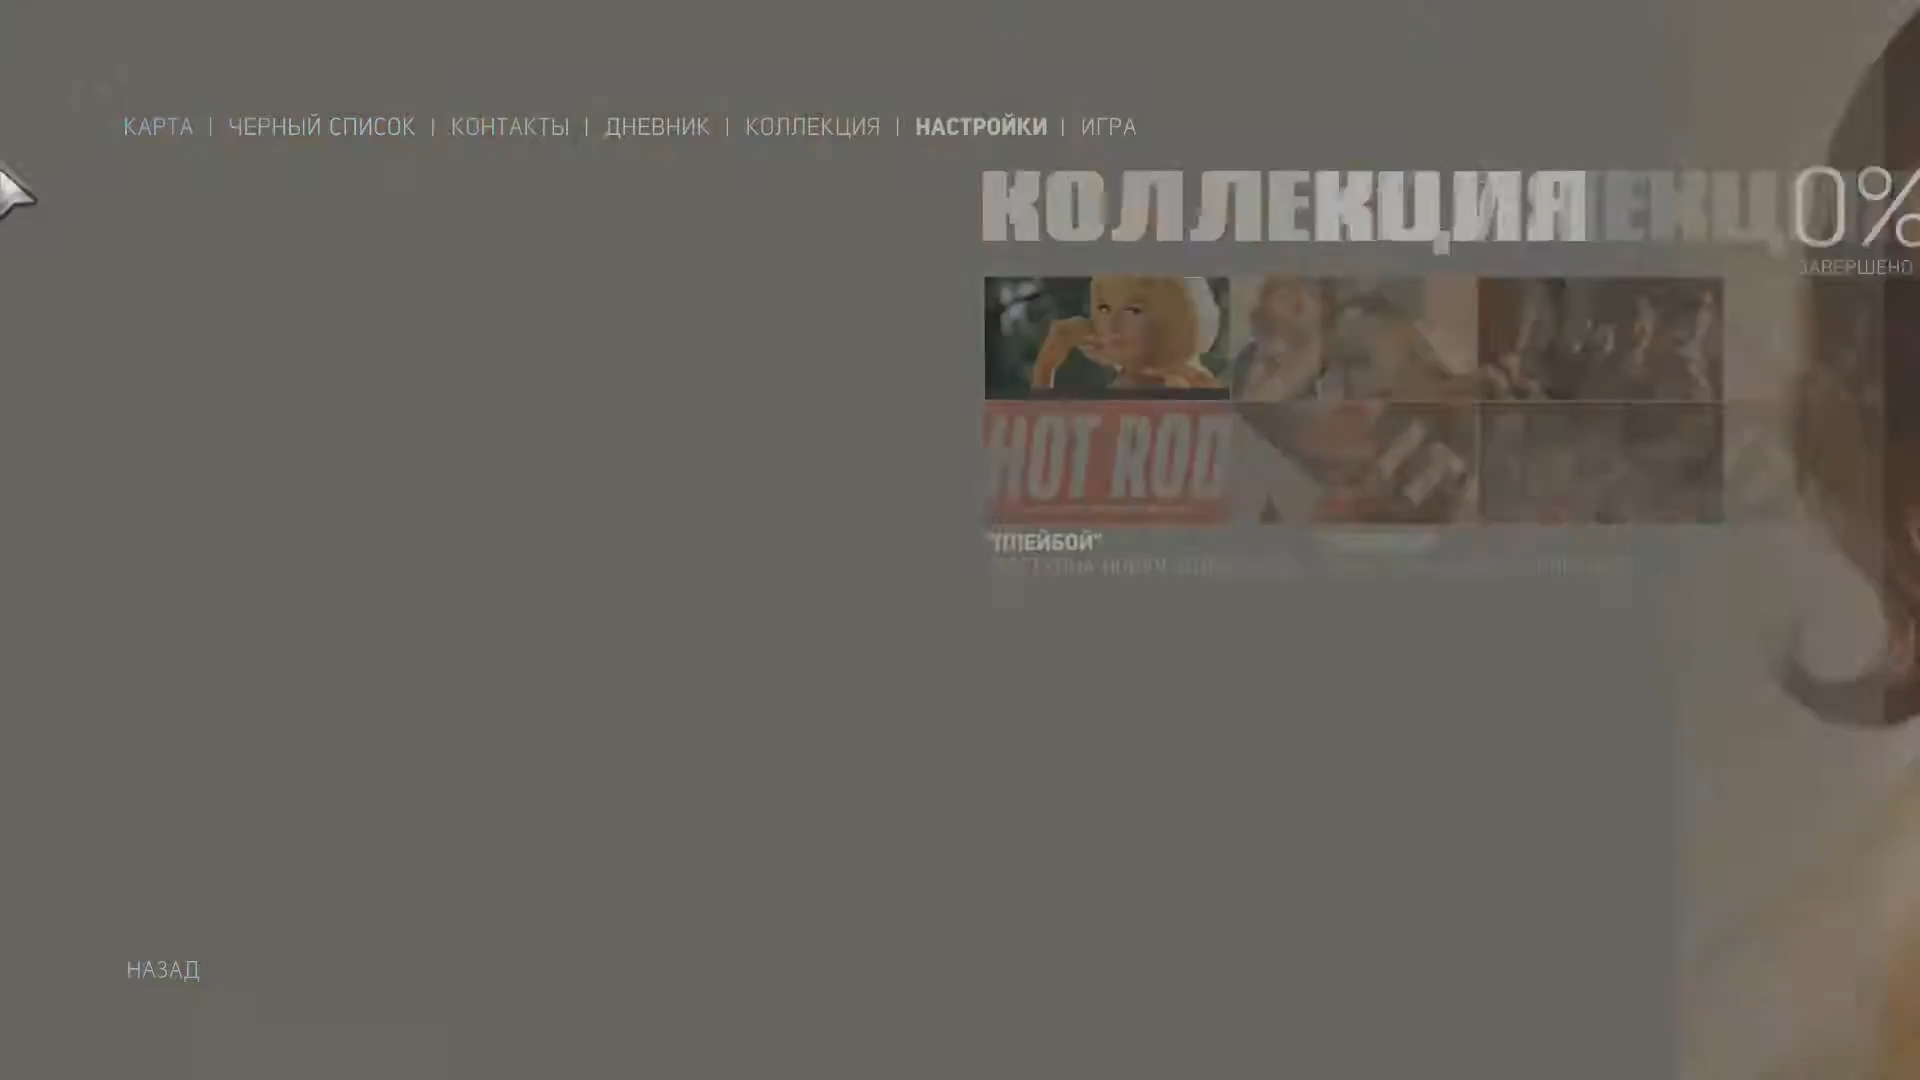 КАРТА | ЧЕРНЫЙ СПИСОК | КОНТАКТЫ | ДНЕВНИК | КОЛЛЕКЦИЯ | НАСТРОЙКИ | ИГРА
КОЛЛЕКЦИЯ 0%
ЗАВЕРШЕНО
HOT ROD
"ПЛЕЙБОЙ"
НАЗАД